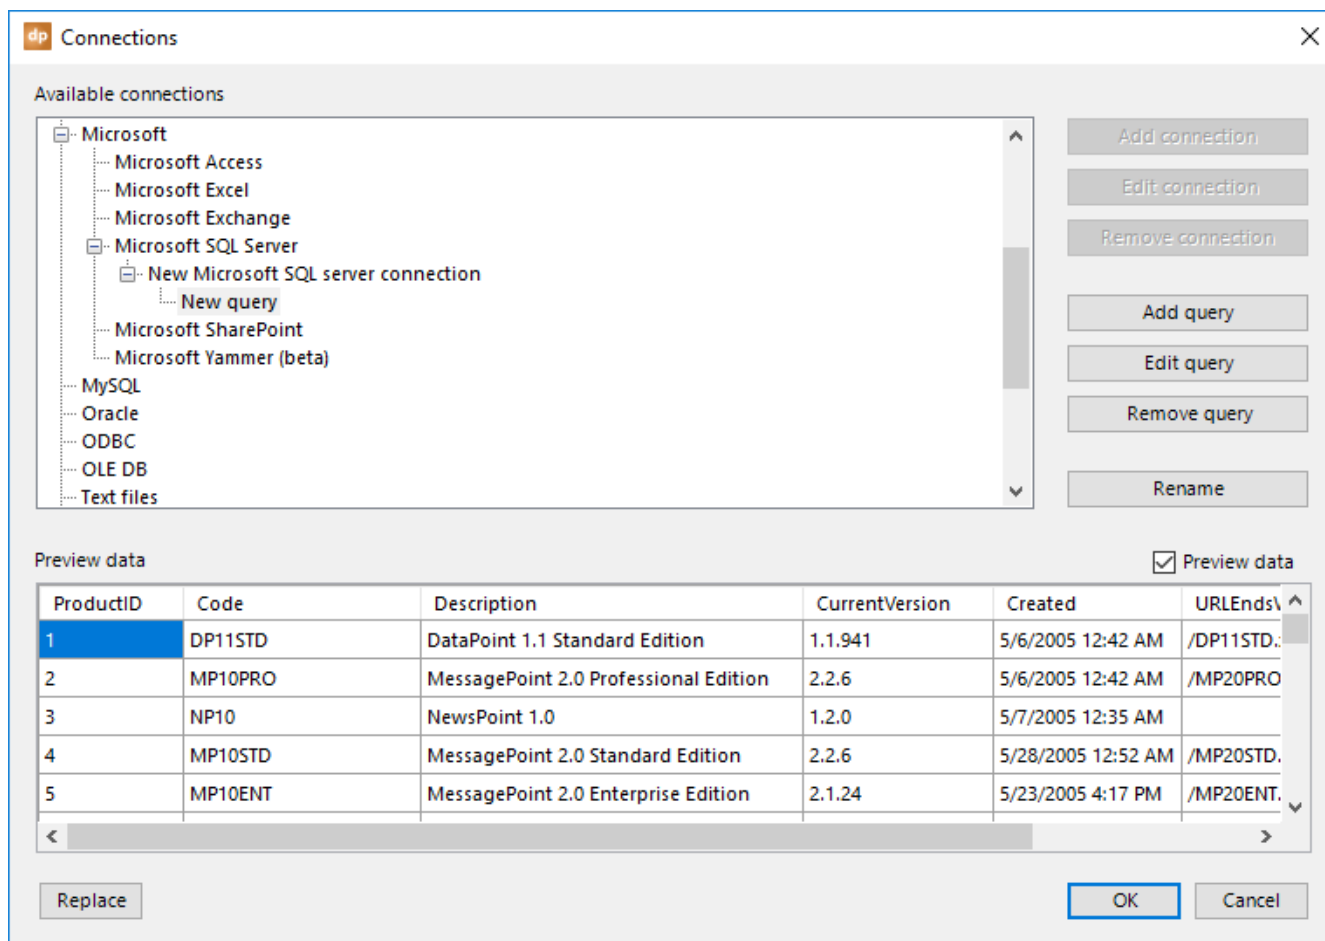 dp Connections
Available connections
Microsoft
Microsoft Access
Microsoft Excel
Microsoft Exchange
Microsoft SQL Server
New Microsoft SQL server connection
New query
Microsoft SharePoint
Microsoft Yammer (beta)
MySQL
Oracle
ODBC
OLE DB
Text files
Add connection
Edit connection
Remove connection
Add query
Edit query
Remove query
Rename
Preview data
Preview data
ProductID Code Description CurrentVersion Created URLEndsW
1 DP11STD DataPoint 1.1 Standard Edition 1.1.941 5/6/2005 12:42 AM /DP11STD.
2 MP10PRO MessagePoint 2.0 Professional Edition 2.2.6 5/6/2005 12:42 AM /MP20PRO
3 NP10 NewsPoint 1.0 1.2.0 5/7/2005 12:35 AM
4 MP10STD MessagePoint 2.0 Standard Edition 2.2.6 5/28/2005 12:52 AM /MP20STD.
5 MP10ENT MessagePoint 2.0 Enterprise Edition 2.1.24 5/23/2005 4:17 PM /MP20ENT.
Replace OK Cancel